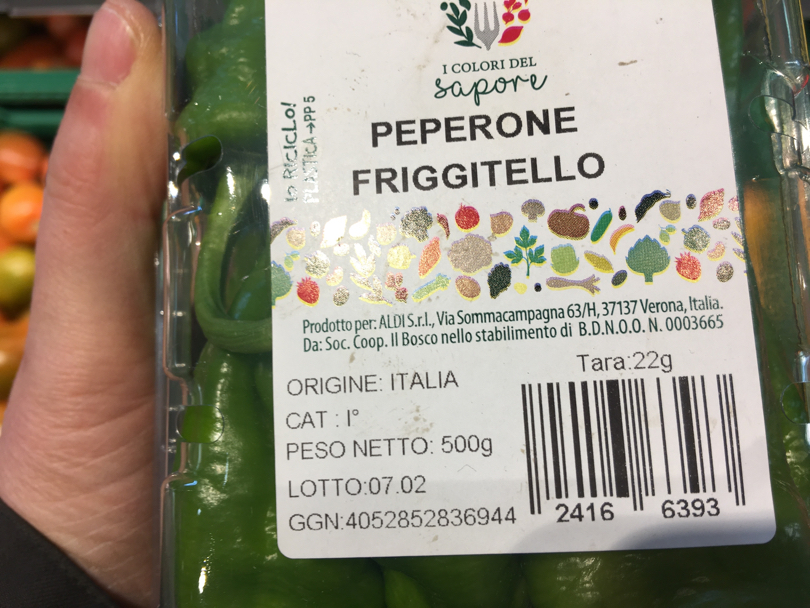 I COLORI DEL
sapore
PEPERONE
FRIGGITELLO
Io RICICLO!
PLASTICA→PP 5
Prodotto per: ALDI S.r.l., Via Sommacampagna 63/H, 37137 Verona, Italia.
Da: Soc. Coop. Il Bosco nello stabilimento di B.D.N.O.O. N. 0003665
Tara:22g
ORIGINE: ITALIA
CAT : I°
PESO NETTO: 500g
LOTTO:07.02
GGN:4052852836944
2416 6393